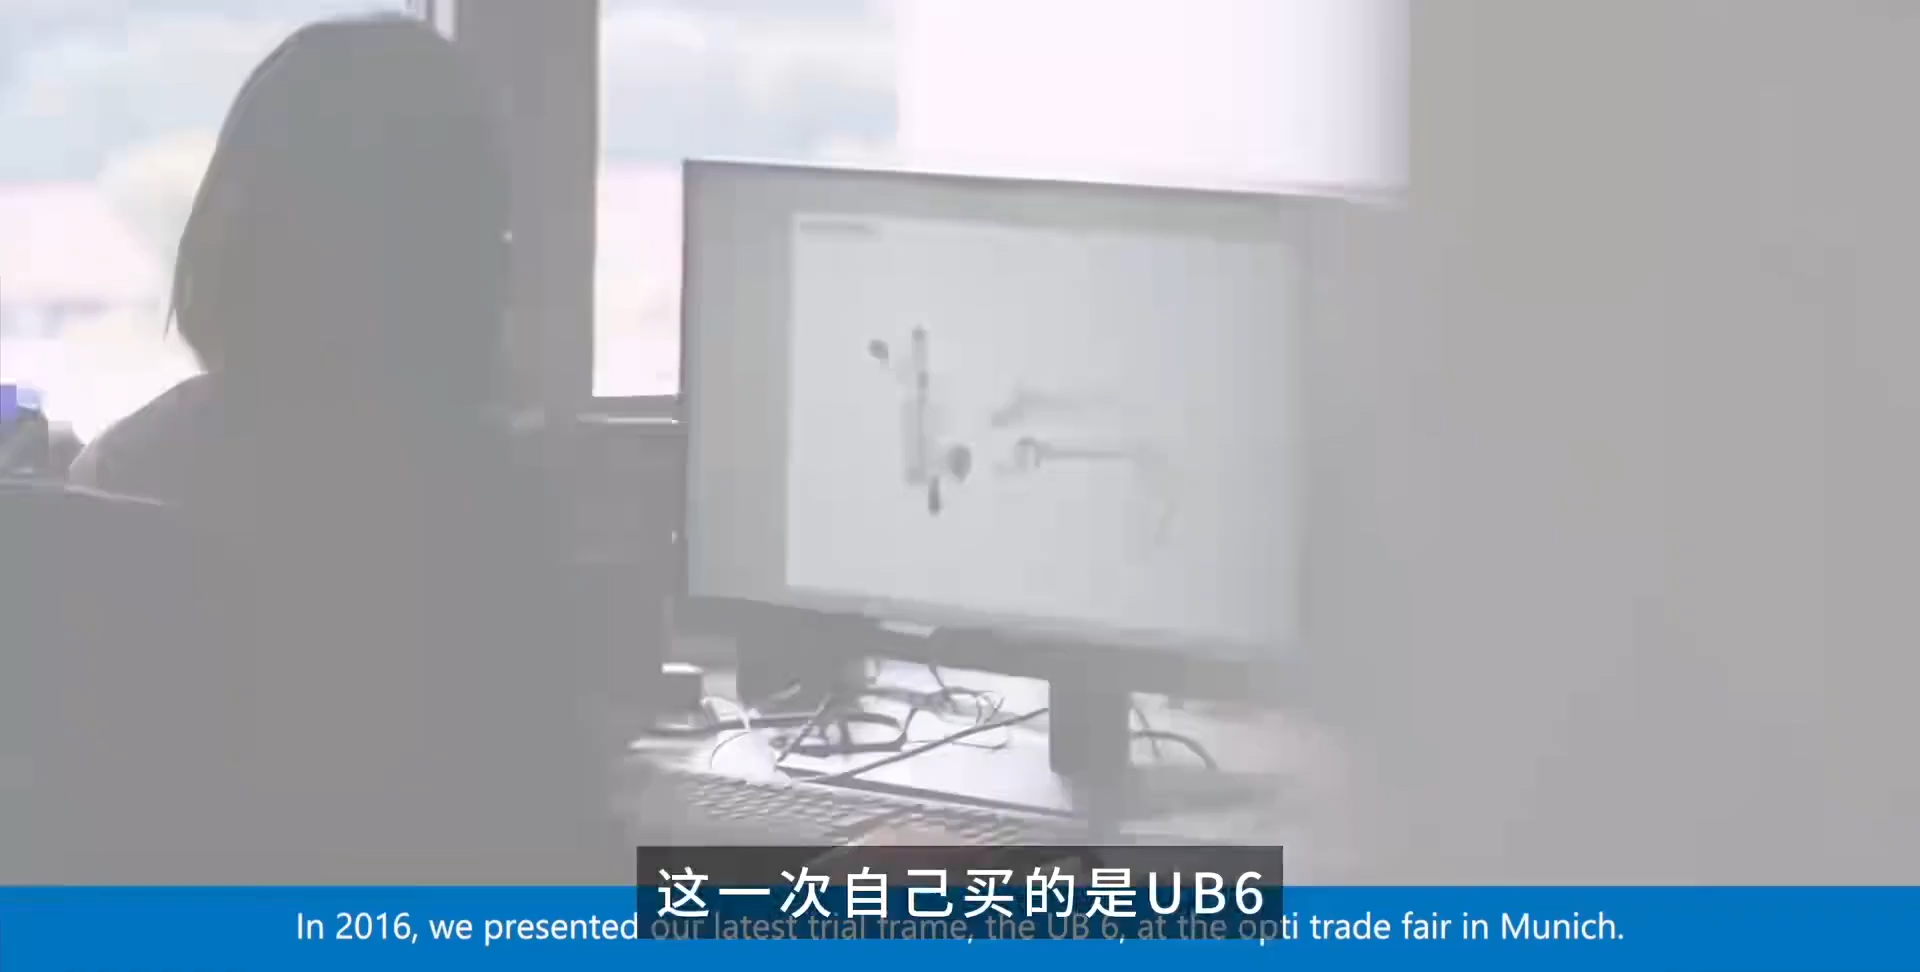 这一次自己买的是UB6
In 2016, we presented our latest trial frame, the UB 6, at the opti trade fair in Munich.